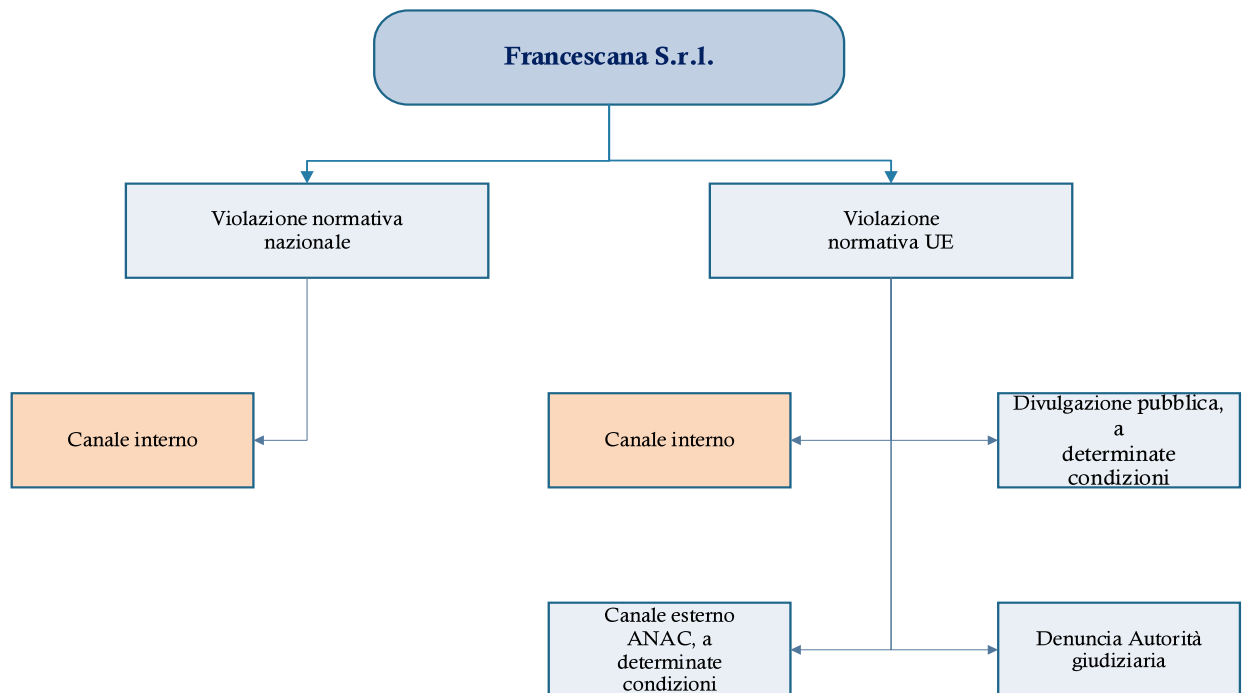 Francescana S.r.l.
Violazione normativa
nazionale
Violazione
normativa UE
Canale interno
Canale interno
Divulgazione pubblica,
a
determinate
condizioni
Canale esterno
ANAC, a
determinate
condizioni
Denuncia Autorità
giudiziaria